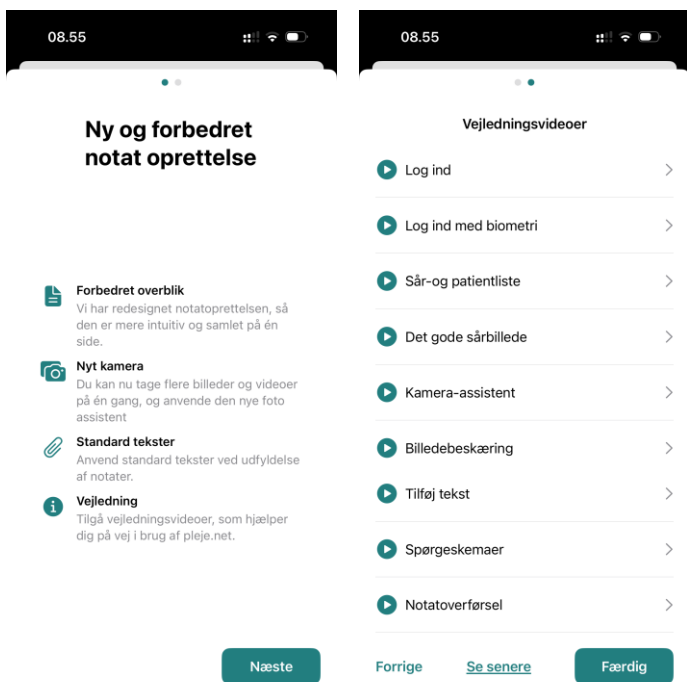 08.55
Ny og forbedret
notat oprettelse
Forbedret overblik
Vi har redesignet notatoprettelsen, så
den er mere intuitiv og samlet på én
side.
Nyt kamera
Du kan nu tage flere billeder og videoer
på én gang, og anvende den nye foto
assistent
Standard tekster
Anvend standard tekster ved udfyldelse
af notater.
Vejledning
Tilgå vejledningsvideoer, som hjælper
dig på vej i brug af pleje.net.
Næste
08.55
Vejledningsvideoer
Log ind
Log ind med biometri
Sår-og patientliste
Det gode sårbillede
Kamera-assistent
Billedebeskæring
Tilføj tekst
Spørgeskemaer
Notatoverførsel
Forrige
Se senere
Færdig